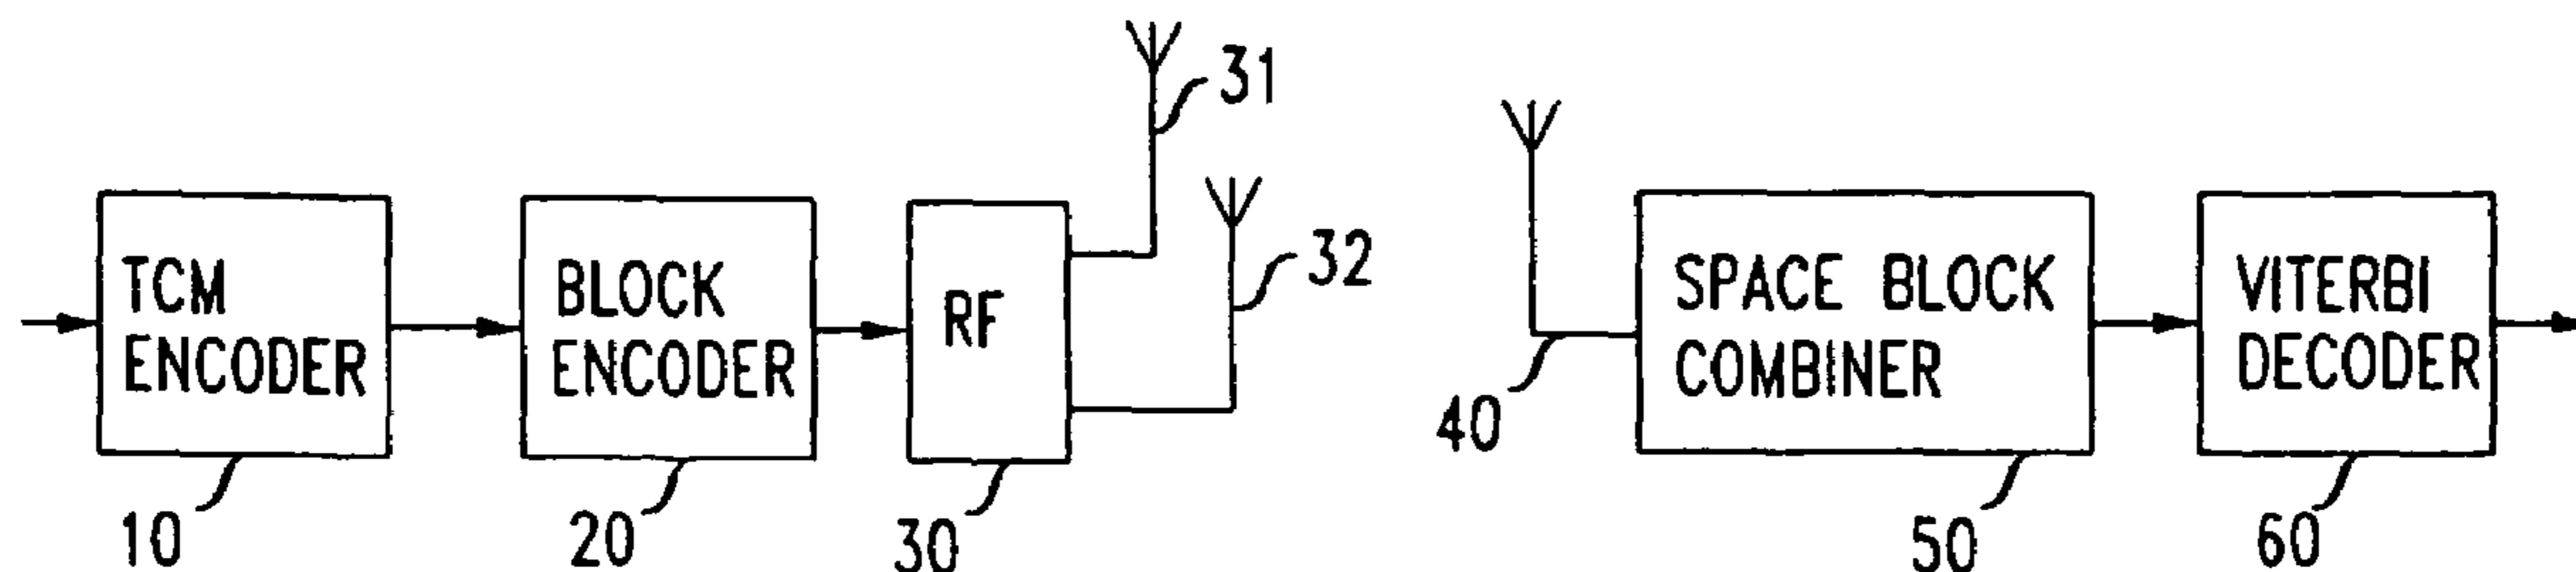 TCM
ENCODER
10
BLOCK
ENCODER
20
RF
30
31
32
40
SPACE BLOCK
COMBINER
50
VITERBI
DECODER
60